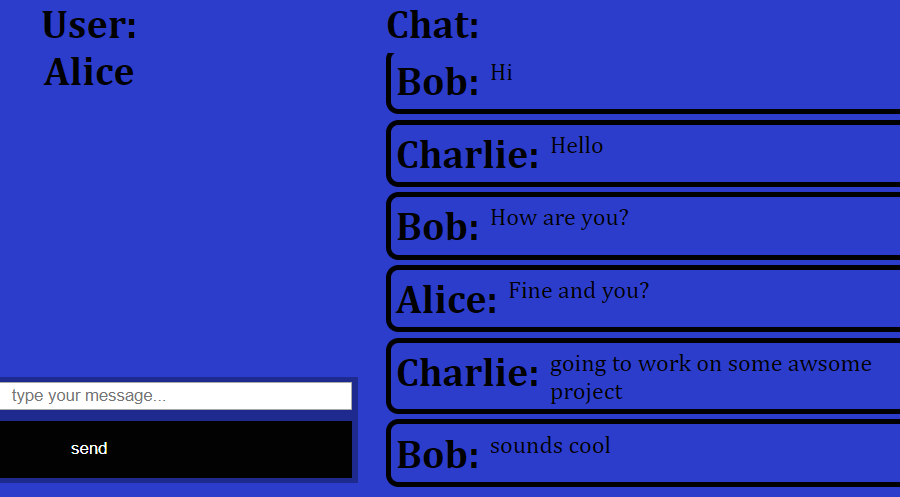 User:
Alice
type your message...
send
Chat:
Bob: Hi
Charlie: Hello
Bob: How are you?
Alice: Fine and you?
Charlie: going to work on some awsome
project
Bob: sounds cool